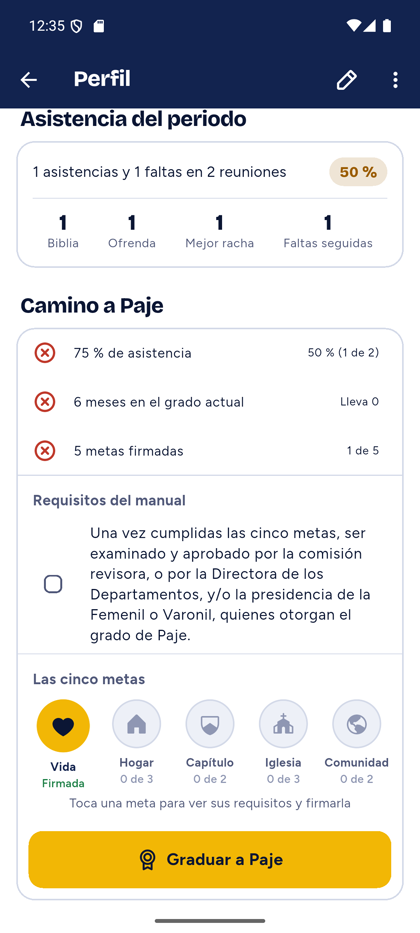 12:35
Perfil
Asistencia del periodo
1 asistencias y 1 faltas en 2 reuniones 50 %
1 1 1 1
Biblia Ofrenda Mejor racha Faltas seguidas
Camino a Paje
75 % de asistencia 50 % (1 de 2)
6 meses en el grado actual Lleva 0
5 metas firmadas 1 de 5
Requisitos del manual
Una vez cumplidas las cinco metas, ser
examinado y aprobado por la comisión
revisora, o por la Directora de los
Departamentos, y/o la presidencia de la
Femenil o Varonil, quienes otorgan el
grado de Paje.
Las cinco metas
Vida Hogar Capítulo Iglesia Comunidad
Firmada 0 de 3 0 de 2 0 de 3 0 de 2
Toca una meta para ver sus requisitos y firmarla
Graduar a Paje